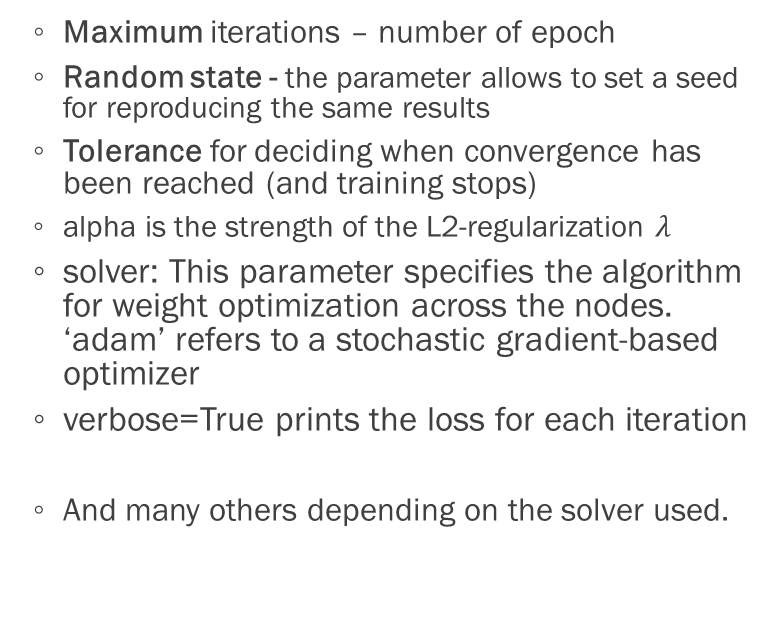 ◦ Maximum iterations – number of epoch
◦ Random state - the parameter allows to set a seed
for reproducing the same results
◦ Tolerance for deciding when convergence has
been reached (and training stops)
◦ alpha is the strength of the L2-regularization λ
◦ solver: This parameter specifies the algorithm
for weight optimization across the nodes.
‘adam’ refers to a stochastic gradient-based
optimizer
◦ verbose=True prints the loss for each iteration
◦ And many others depending on the solver used.